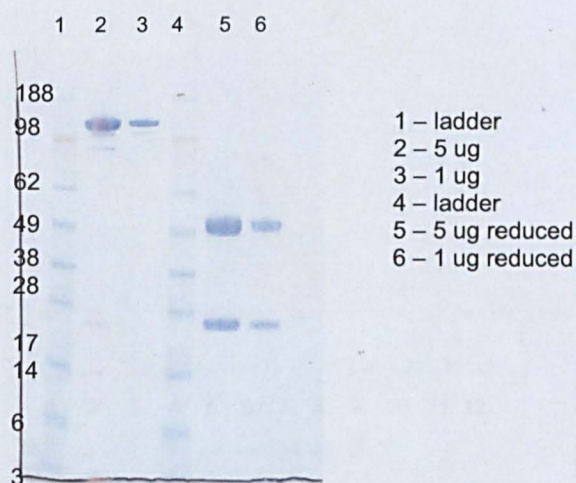 1 2 3 4 5 6
188
98
62
49
38
28
17
14
6
3
1 – ladder
2 – 5 ug
3 – 1 ug
4 – ladder
5 – 5 ug reduced
6 – 1 ug reduced